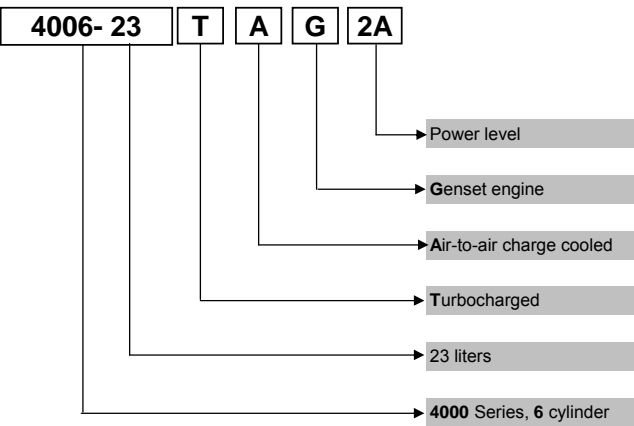 4006- 23 T A G 2A
Power level
Genset engine
Air-to-air charge cooled
Turbocharged
23 liters
4000 Series, 6 cylinder